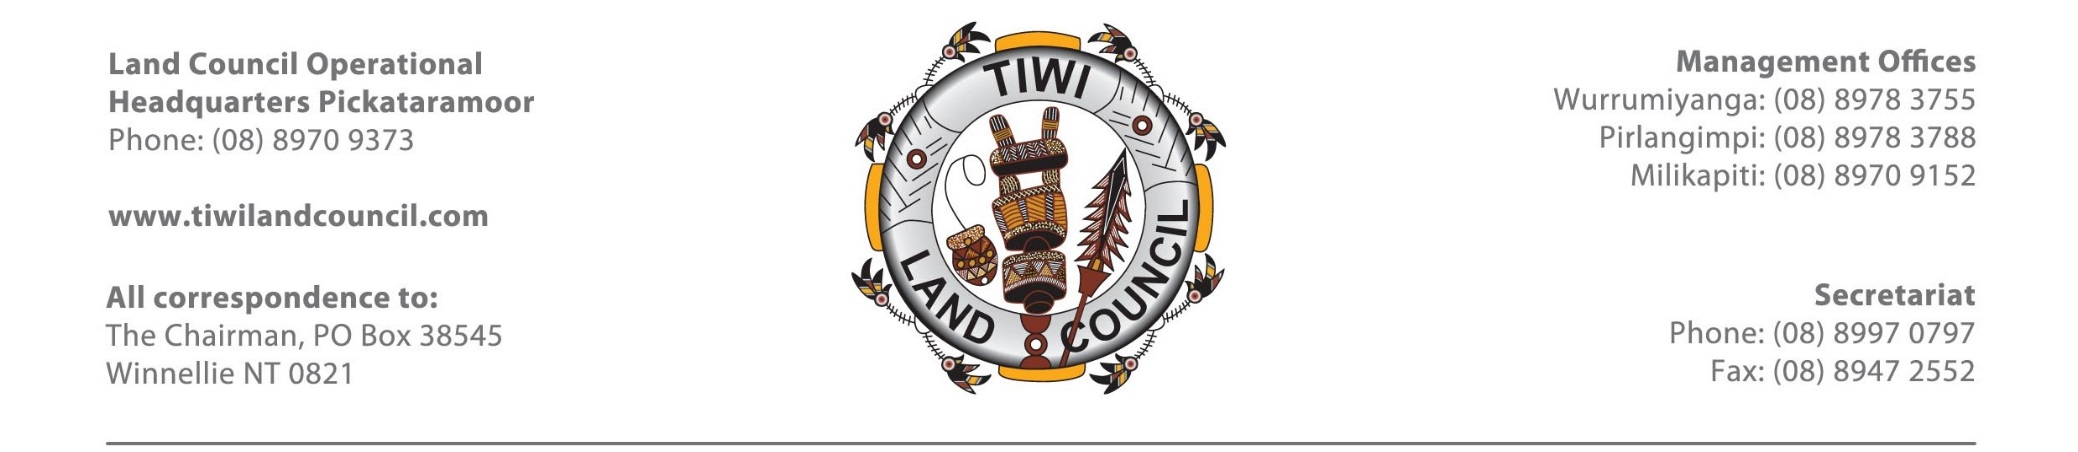 Land Council Operational
Headquarters Pickataramoor
Phone: (08) 8970 9373
www.tiwilandcouncil.com
All correspondence to:
The Chairman, PO Box 38545
Winnellie NT 0821
TIWI
LAND COUNCIL
Management Offices
Wurrumiyanga: (08) 8978 3755
Pirlangimpi: (08) 8978 3788
Milikapiti: (08) 8970 9152
Secretariat
Phone: (08) 8997 0797
Fax: (08) 8947 2552